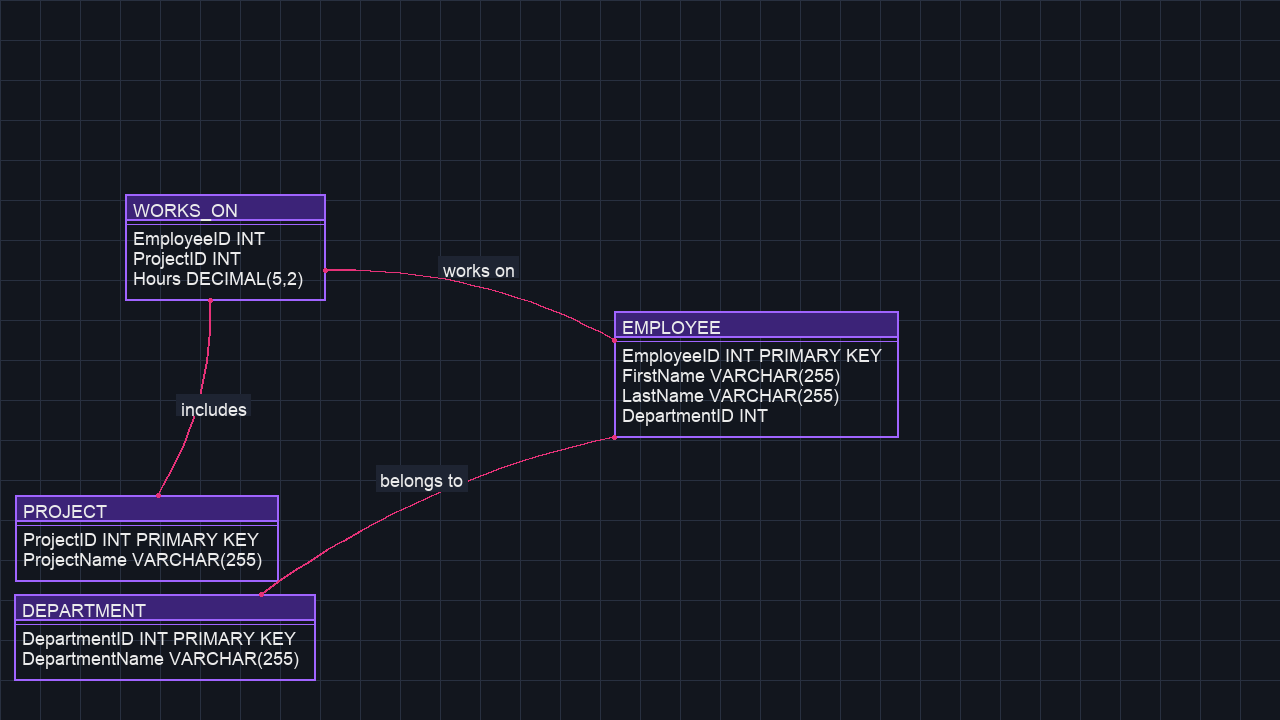 WORKS_ON
EmployeeID INT
ProjectID INT
Hours DECIMAL(5,2)
works on
EMPLOYEE
EmployeeID INT PRIMARY KEY
FirstName VARCHAR(255)
LastName VARCHAR(255)
DepartmentID INT
includes
belongs to
PROJECT
ProjectID INT PRIMARY KEY
ProjectName VARCHAR(255)
DEPARTMENT
DepartmentID INT PRIMARY KEY
DepartmentName VARCHAR(255)